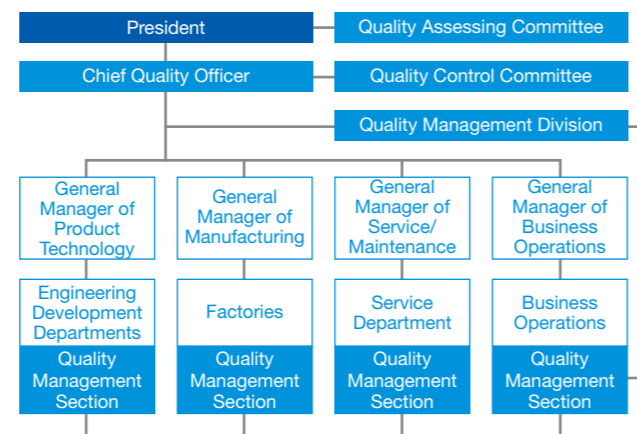 President
Quality Assessing Committee
Chief Quality Officer
Quality Control Committee
Quality Management Division
General
Manager of
Product
Technology
General
Manager of
Manufacturing
General
Manager of
Service/
Maintenance
General
Manager of
Business
Operations
Engineering
Development
Departments
Factories
Service
Department
Business
Operations
Quality
Management
Section
Quality
Management
Section
Quality
Management
Section
Quality
Management
Section